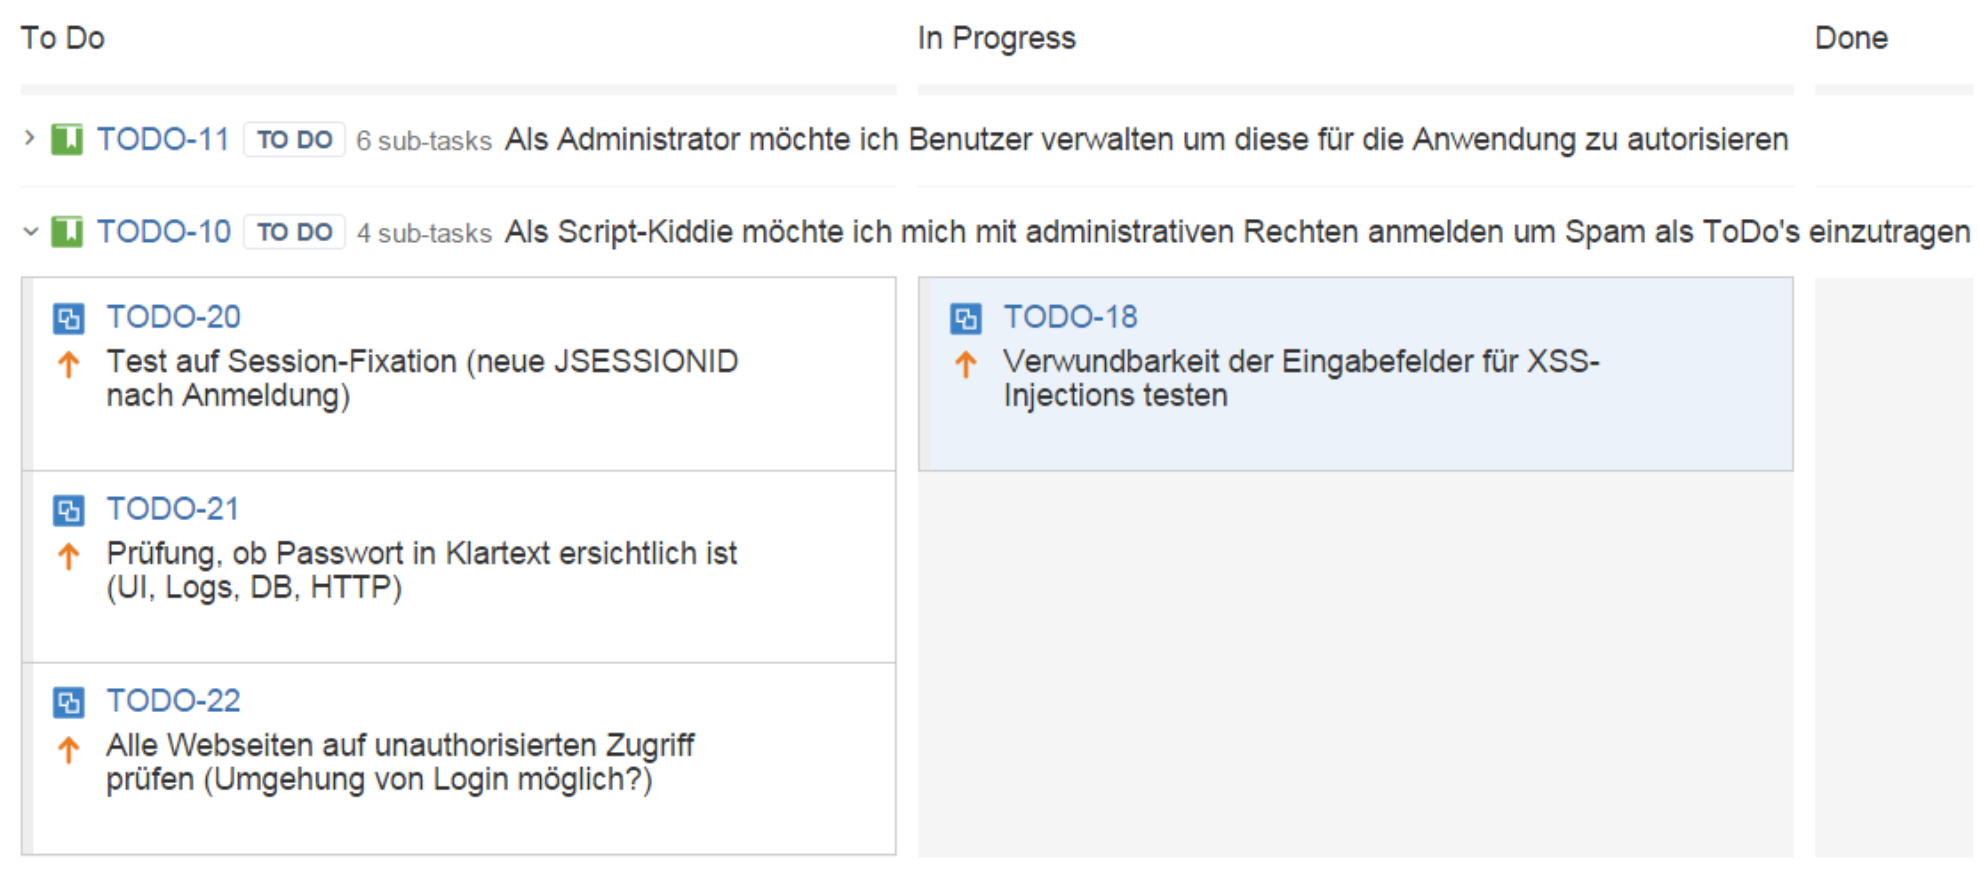 To Do In Progress Done
TODO-11 TO DO 6 sub-tasks Als Administrator möchte ich Benutzer verwalten um diese für die Anwendung zu autorisieren
TODO-10 TO DO 4 sub-tasks Als Script-Kiddie möchte ich mich mit administrativen Rechten anmelden um Spam als ToDo's einzutragen
TODO-20
Test auf Session-Fixation (neue JSESSIONID
nach Anmeldung)
TODO-21
Prüfung, ob Passwort in Klartext ersichtlich ist
(UI, Logs, DB, HTTP)
TODO-22
Alle Webseiten auf unauthorisierten Zugriff
prüfen (Umgehung von Login möglich?)
TODO-18
Verwundbarkeit der Eingabefelder für XSS-
Injections testen